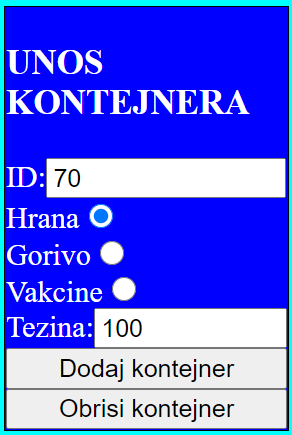 UNOS
KONTEJNERA
ID: 70
Hrana
Gorivo
Vakcine
Tezina: 100
Dodaj kontejner
Obrisi kontejner